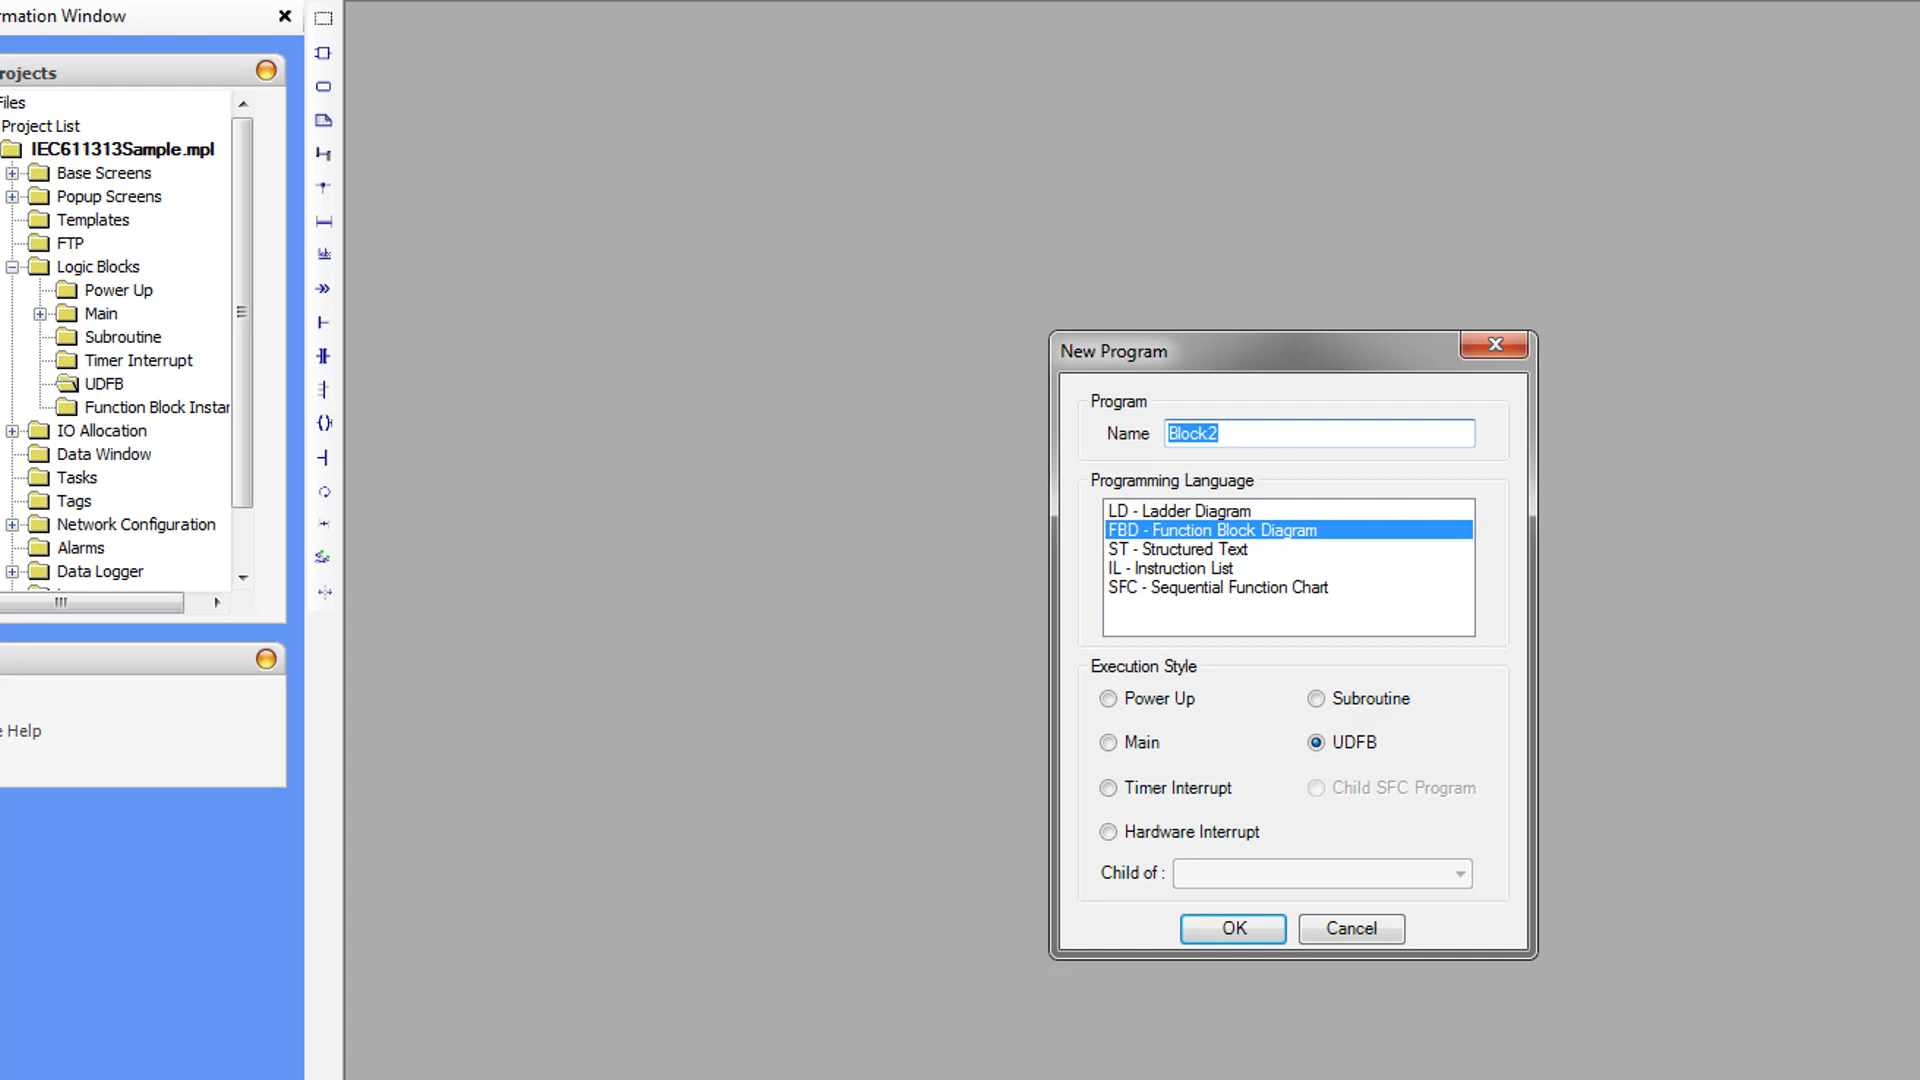 rmation Window
rojects
Files
Project List
IEC611313Sample.mpl
Base Screens
Popup Screens
Templates
FTP
Logic Blocks
Power Up
Main
Subroutine
Timer Interrupt
UDFB
Function Block Instar
IO Allocation
Data Window
Tasks
Tags
Network Configuration
Alarms
Data Logger
e Help
New Program
Program
Name Block2
Programming Language
LD - Ladder Diagram
FBD - Function Block Diagram
ST - Structured Text
IL - Instruction List
SFC - Sequential Function Chart
Execution Style
Power Up Subroutine
Main UDFB
Timer Interrupt Child SFC Program
Hardware Interrupt
Child of :
OK Cancel